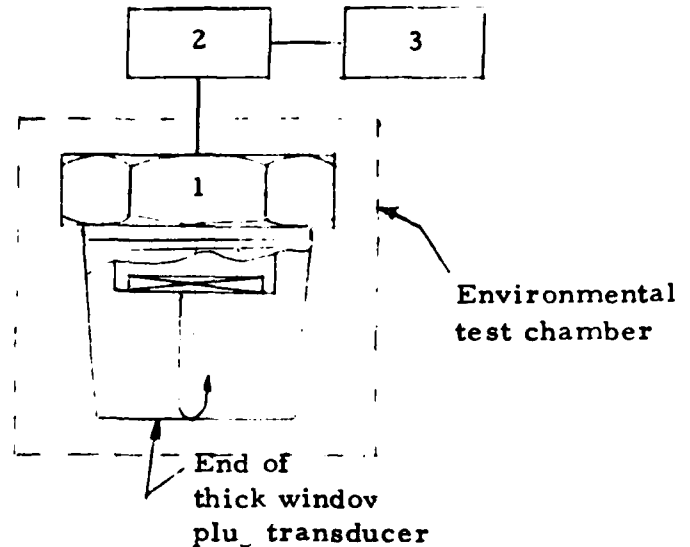 2
3
1
Environmental
test chamber
End of
thick windov
plu_ transducer